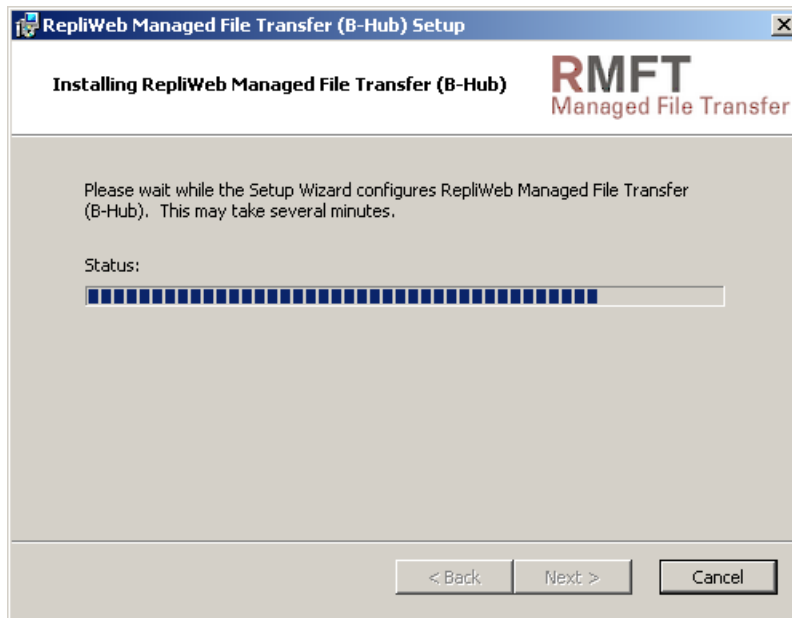 RepliWeb Managed File Transfer (B-Hub) Setup
Installing RepliWeb Managed File Transfer (B-Hub)
RMFT
Managed File Transfer
Please wait while the Setup Wizard configures RepliWeb Managed File Transfer
(B-Hub).  This may take several minutes.
Status:
< Back
Next >
Cancel